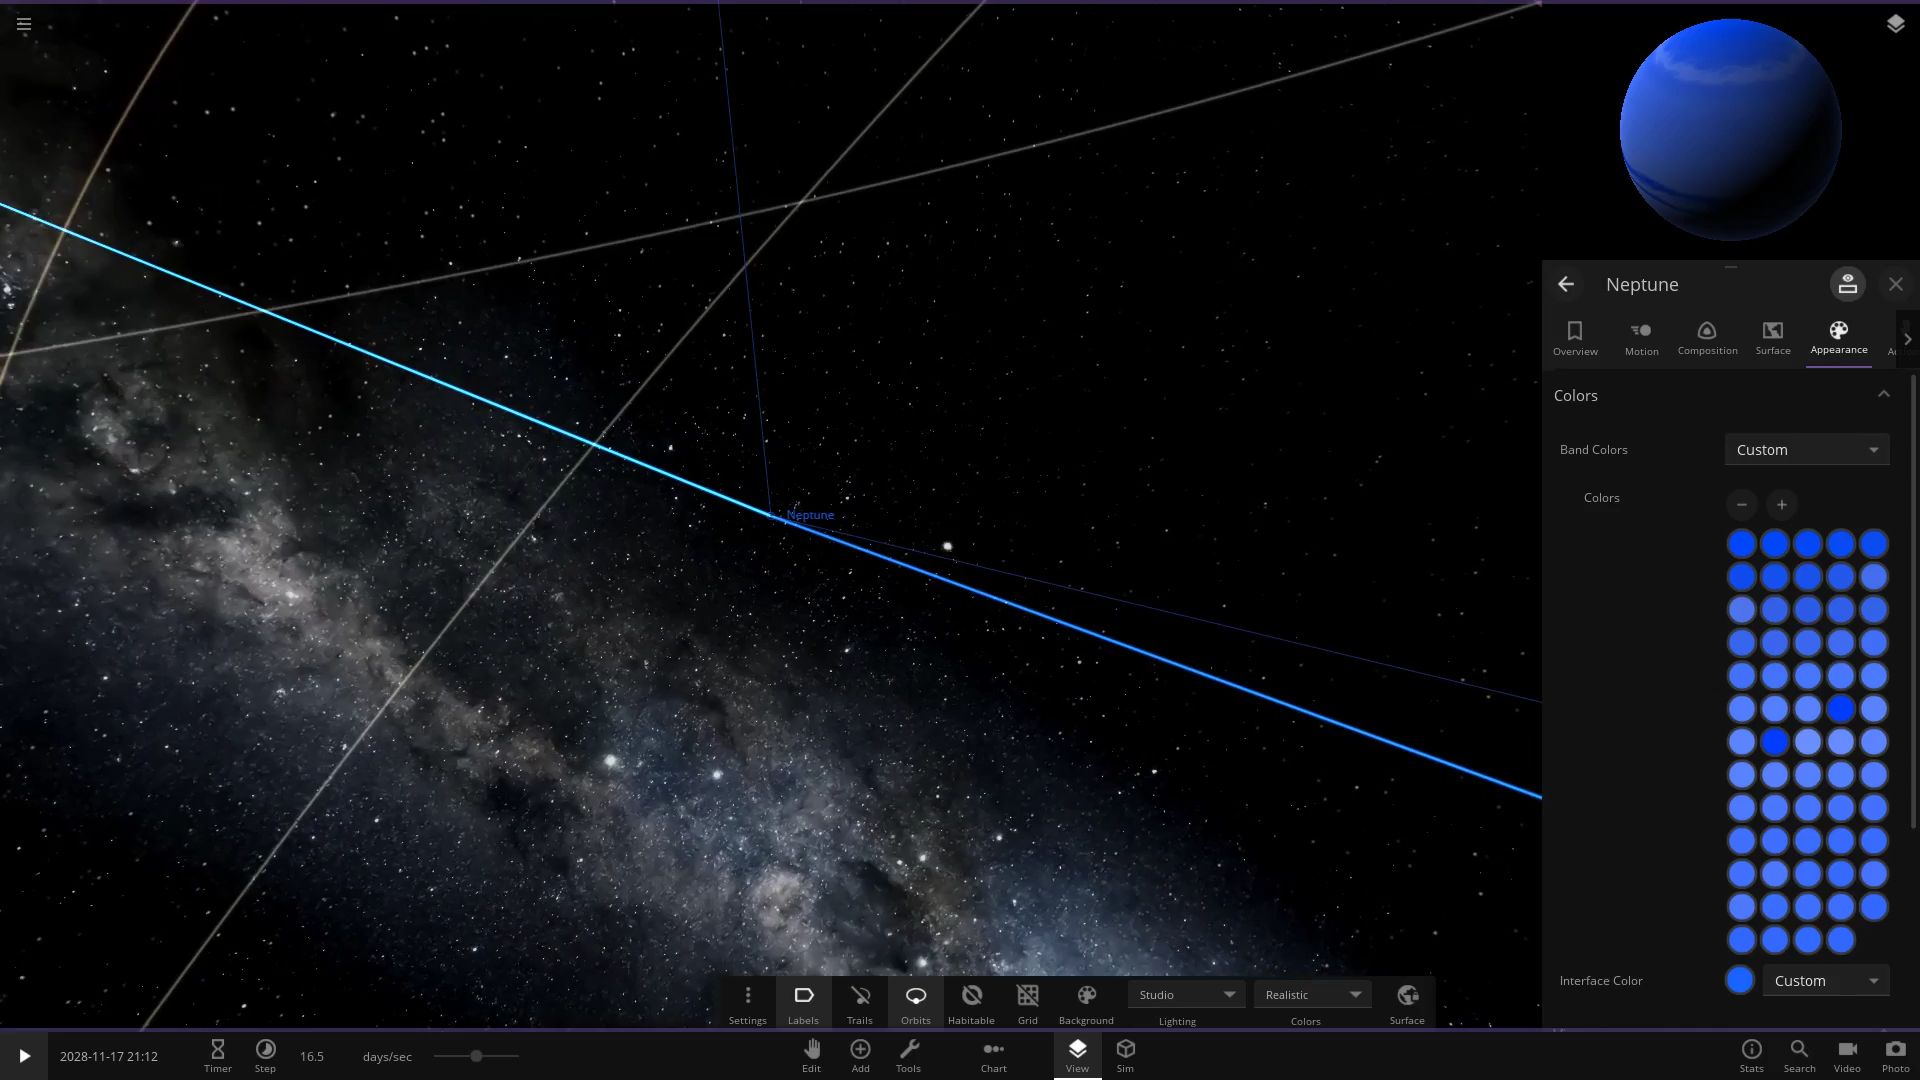 Neptune
Overview
Motion
Composition
Surface
Appearance
Colors
Band Colors
Custom
Colors
Neptune
Interface Color
Custom
Settings
Labels
Trails
Orbits
Habitable
Grid
Background
Studio
Lighting
Realistic
Colors
Surface
2028-11-17 21:12
Timer
Step
16.5
days/sec
Edit
Add
Tools
Chart
View
Sim
Stats
Search
Video
Photo